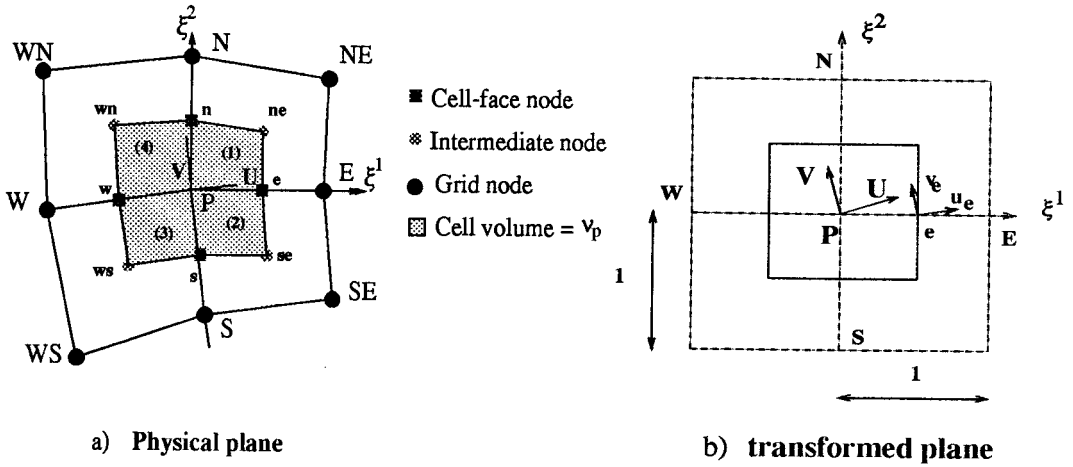 ξ²
WN
N
NE
wn
n
ne
(4)
(1)
V
U
e
E
ξ¹
W
w
P
(3)
(2)
ws
s
se
SE
S
WS
Cell-face node
Intermediate node
Grid node
Cell volume = νp
a) Physical plane
ξ²
N
V
U
ve
ue
W
ξ¹
P
e
E
1
S
1
b) transformed plane